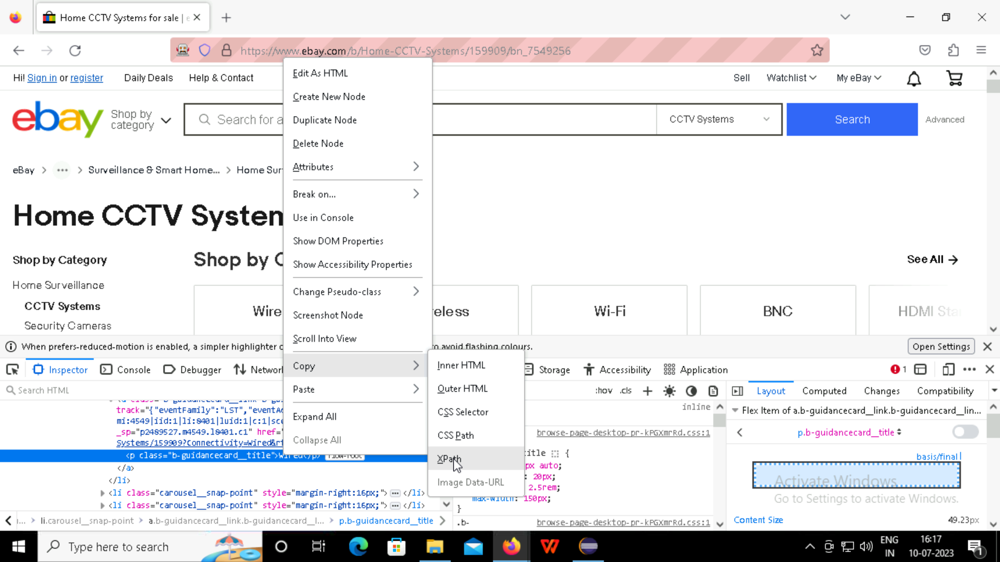 Home CCTV Systems for sale | e
https://www.ebay.com/b/Home-CCTV-Systems/159909/bn_7549256
Hi! Sign in or register
Daily Deals
Help & Contact
Sell
Watchlist
My eBay
ebay
Shop by category
Search for a
CCTV Systems
Search
Advanced
eBay
Surveillance & Smart Home...
Home Sur
Home CCTV System
Shop by Category
Home Surveillance
CCTV Systems
Security Cameras
Shop by C
See All
Wire
eless
Wi-Fi
BNC
HDMI Sta
Edit As HTML
Create New Node
Duplicate Node
Delete Node
Attributes
Break on...
Use in Console
Show DOM Properties
Show Accessibility Properties
Change Pseudo-class
Screenshot Node
Scroll Into View
Copy
Paste
Expand All
Collapse All
Inner HTML
Outer HTML
CSS Selector
CSS Path
XPath
Image Data-URL
When prefers-reduced-motion is enabled, a simpler highlighter
to avoid flashing colours.
Open Settings
Inspector
Console
Debugger
Network
Storage
Accessibility
Application
1
Search HTML
:hov
.cls
Layout
Computed
Changes
Compatibility
track="{"eventFamily":"LST","eventAc
mi:4549|iid:1|li:8401|luid:1|c:1|sce
_sp="p2489527.m4549.l8401.c1" href="
Systems/159909?Connectivity=Wired&rt
<p class="b-guidancecard__title">Wired</p>
flow-root
</a>
</li>
<li class="carousel__snap-point" style="margin-right:16px;"> </li>
<li class="carousel__snap-point" style="margin-right:16px;"> </li>
i...
li.carousel__snap-point
a.b-guidancecard__link.b-guidancecard__l...
p.b-guidancecard__title
inline
browse-page-desktop-pr-kPGXmrRd.css:1
title {
px auto;
: 20px;
: 2.5rem;
max-width: 150px;
}
.b-
browse-page-desktop-pr-kPGXmrRd.css:1
Flex Item of a.b-guidancecard__link.b-guidancecard__lin...
p.b-guidancecard__title
basis/final
Activate Windows
Go to Settings to activate Windows.
Content Size
49.23px
Type here to search
ENG
IN
16:17
10-07-2023
1